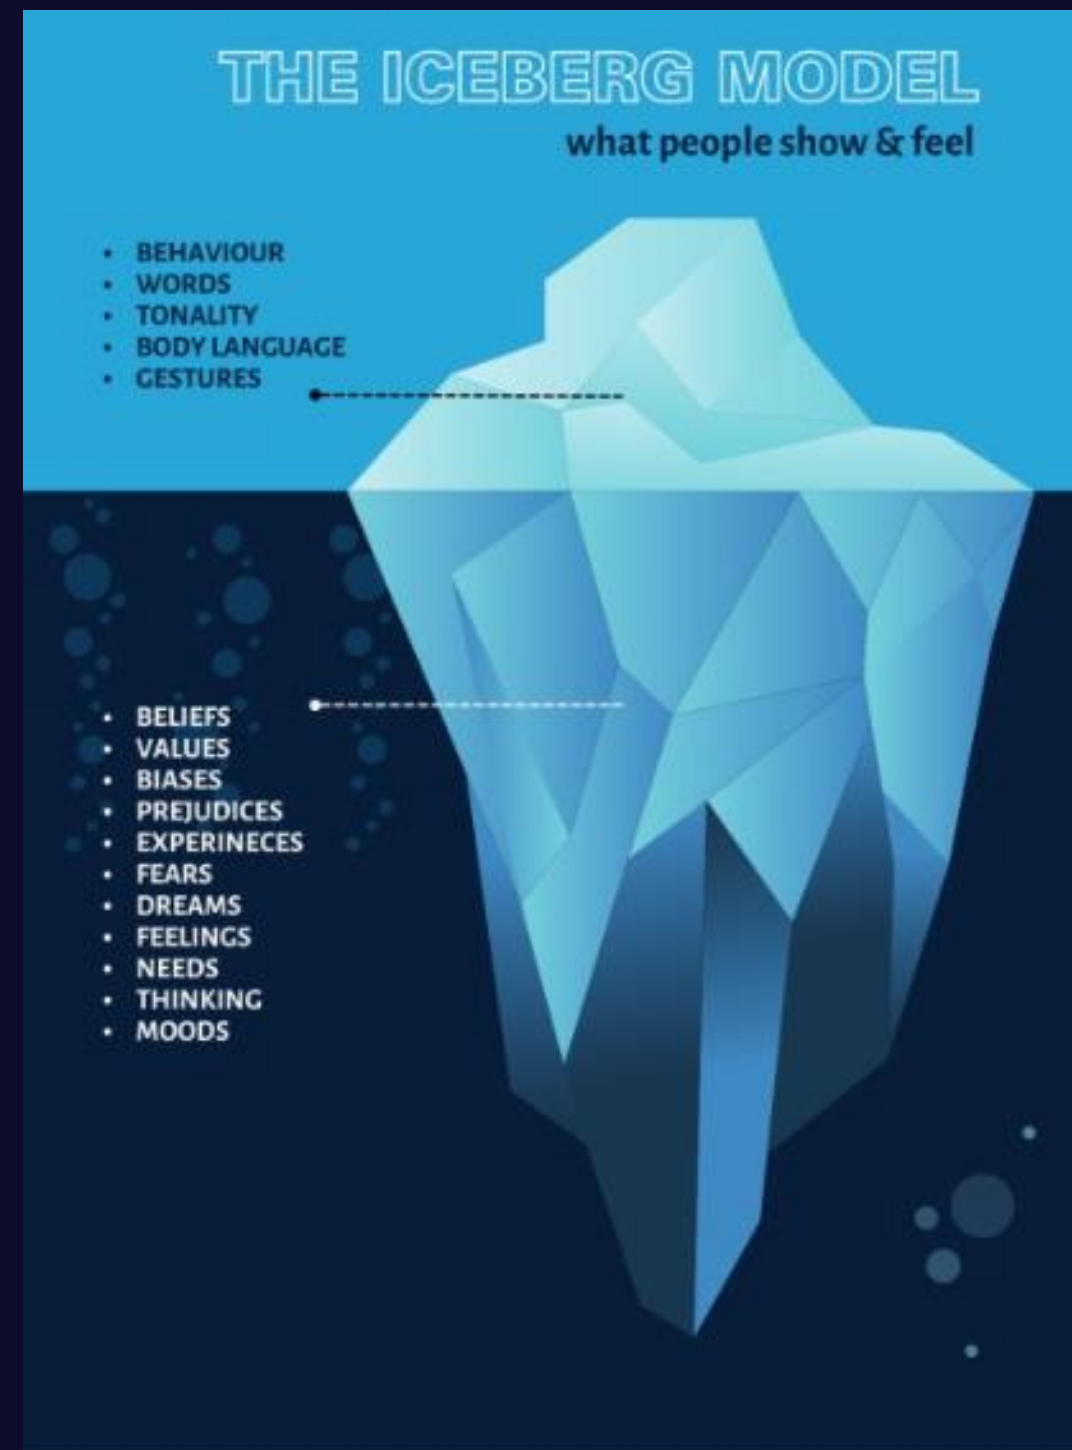 THE ICEBERG MODEL
what people show & feel
• BEHAVIOUR
• WORDS
• TONALITY
• BODY LANGUAGE
• GESTURES
• BELIEFS
• VALUES
• BIASES
• PREJUDICES
• EXPERINECES
• FEARS
• DREAMS
• FEELINGS
• NEEDS
• THINKING
• MOODS